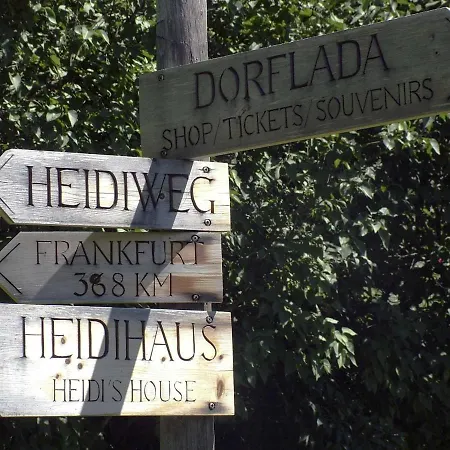 DORFLADA
SHOP/TICKETS/SOUVENIRS
HEIDIWEG
FRANKFURT
368 KM
HEIDIHAUS
HEIDI'S HOUSE